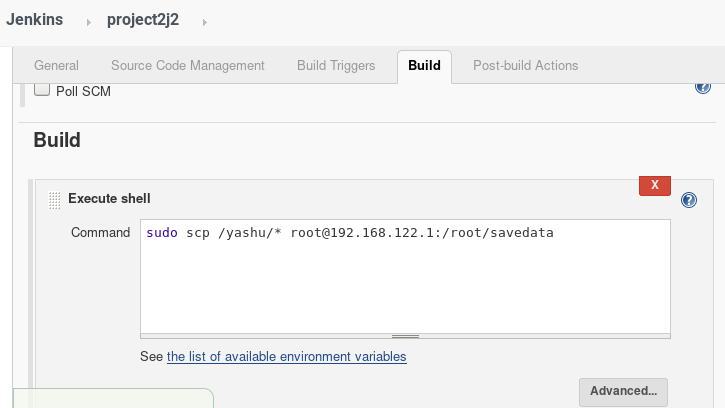 Jenkins project2j2
General Source Code Management Build Triggers Build Post-build Actions
Poll SCM
?
Build
X
Execute shell
?
Command sudo scp /yashu/* root@192.168.122.1:/root/savedata
See the list of available environment variables
Advanced...